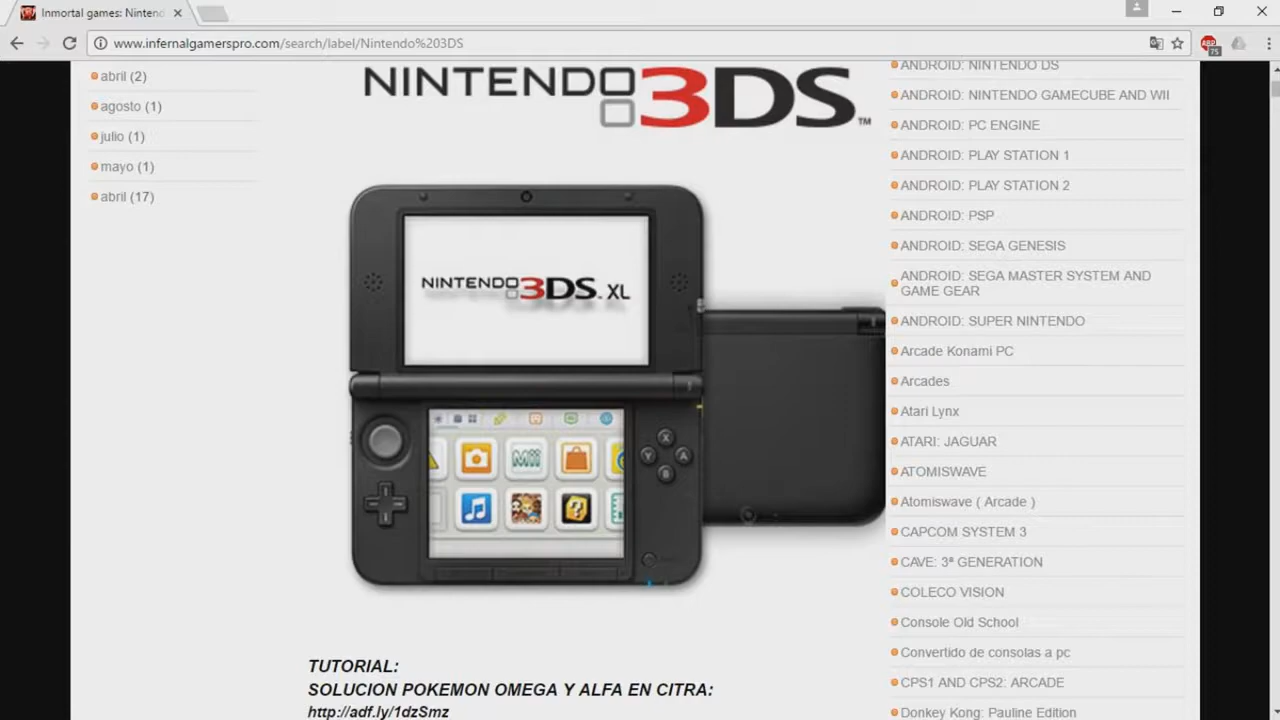 Inmortal games: Nintend
www.infernalgamerspro.com/search/label/Nintendo%203DS
ABP
75
abril (2)
agosto (1)
julio (1)
mayo (1)
abril (17)
NINTENDO 3DS™
NINTENDO 3DS XL
Mii
X
Y
A
B
TUTORIAL:
SOLUCION POKEMON OMEGA Y ALFA EN CITRA:
http://adf.ly/1dzSmz
ANDROID: NINTENDO DS
ANDROID: NINTENDO GAMECUBE AND WII
ANDROID: PC ENGINE
ANDROID: PLAY STATION 1
ANDROID: PLAY STATION 2
ANDROID: PSP
ANDROID: SEGA GENESIS
ANDROID: SEGA MASTER SYSTEM AND
GAME GEAR
ANDROID: SUPER NINTENDO
Arcade Konami PC
Arcades
Atari Lynx
ATARI: JAGUAR
ATOMISWAVE
Atomiswave ( Arcade )
CAPCOM SYSTEM 3
CAVE: 3ª GENERATION
COLECO VISION
Console Old School
Convertido de consolas a pc
CPS1 AND CPS2: ARCADE
Donkey Kong: Pauline Edition